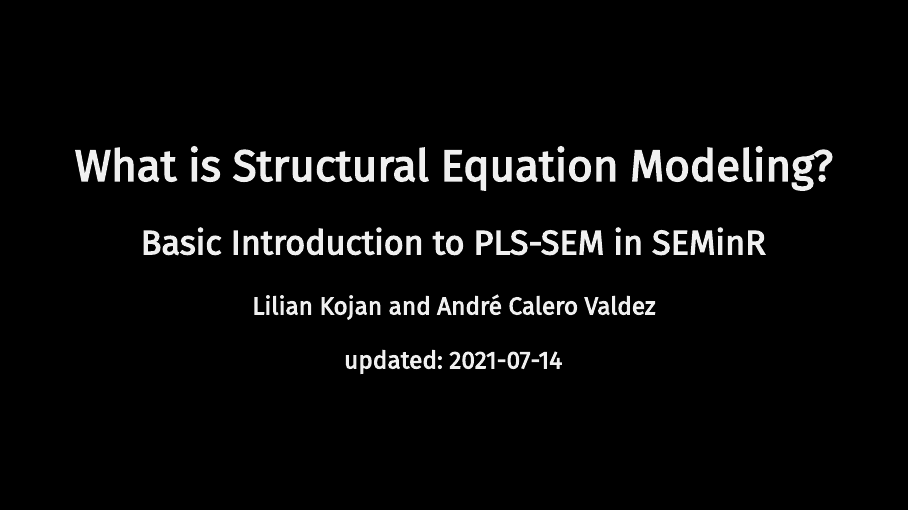 What is Structural Equation Modeling?
Basic Introduction to PLS-SEM in SEMinR
Lilian Kojan and André Calero Valdez
updated: 2021-07-14